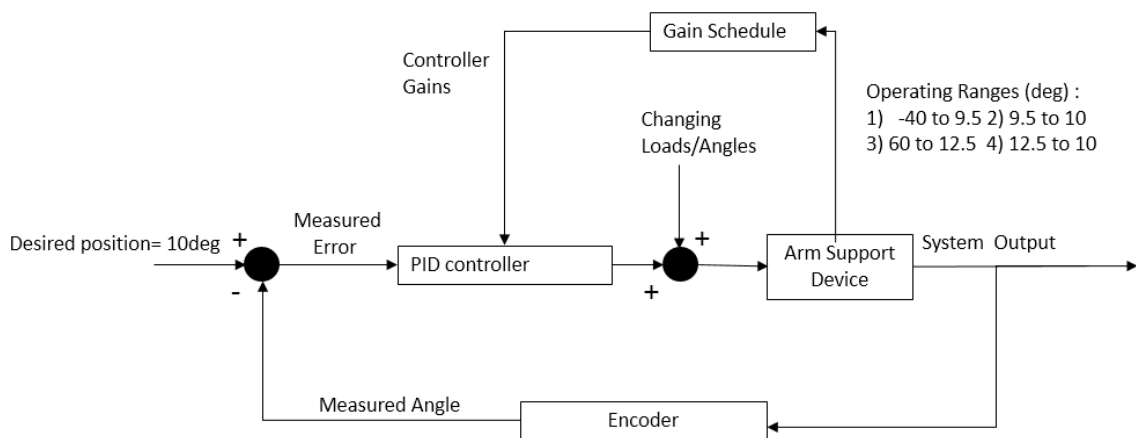 Gain Schedule
Controller
Gains
Operating Ranges (deg) :
1) -40 to 9.5 2) 9.5 to 10
3) 60 to 12.5 4) 12.5 to 10
Changing
Loads/Angles
Desired position= 10deg
+
-
Measured
Error
PID controller
+
+
Arm Support
Device
System Output
Measured Angle
Encoder